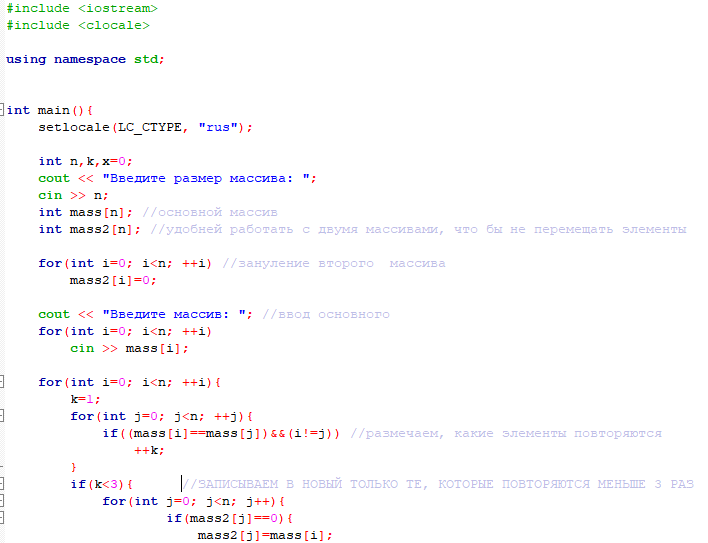 #include <iostream>
#include <clocale>
using namespace std;
int main(){
setlocale(LC_CTYPE, "rus");
int n,k,x=0;
cout << "Введите размер массива: ";
cin >> n;
int mass[n]; //основной массив
int mass2[n]; //удобней работать с двумя массивами, что бы не перемещать элементы
for(int i=0; i<n; ++i) //зануление второго  массива
mass2[i]=0;
cout << "Введите массив: "; //ввод основного
for(int i=0; i<n; ++i)
cin >> mass[i];
for(int i=0; i<n; ++i){
k=1;
for(int j=0; j<n; ++j){
if((mass[i]==mass[j])&&(i!=j)) //размечаем, какие элементы повторяются
++k;
}
if(k<3){ //ЗАПИСЫВАЕМ В НОВЫЙ ТОЛЬКО ТЕ, КОТОРЫЕ ПОВТОРЯЮТСЯ МЕНЬШЕ 3 РАЗ
for(int j=0; j<n; j++){
if(mass2[j]==0){
mass2[j]=mass[i];